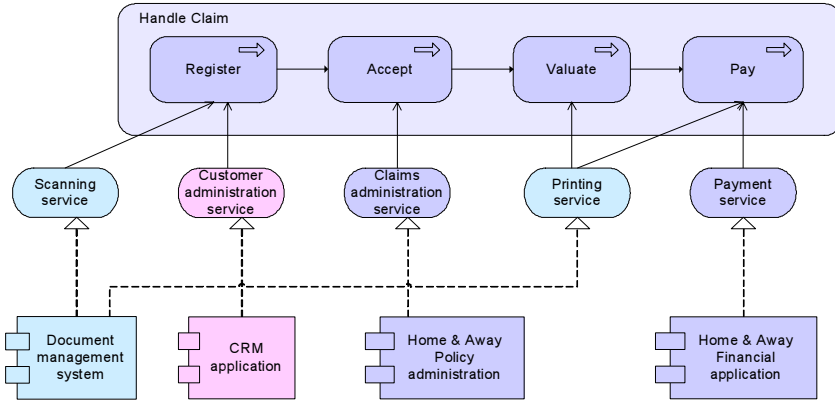 Handle Claim
Register
Accept
Valuate
Pay
Scanning
service
Customer
administration
service
Claims
administration
service
Printing
service
Payment
service
Document
management
system
CRM
application
Home & Away
Policy
administration
Home & Away
Financial
application